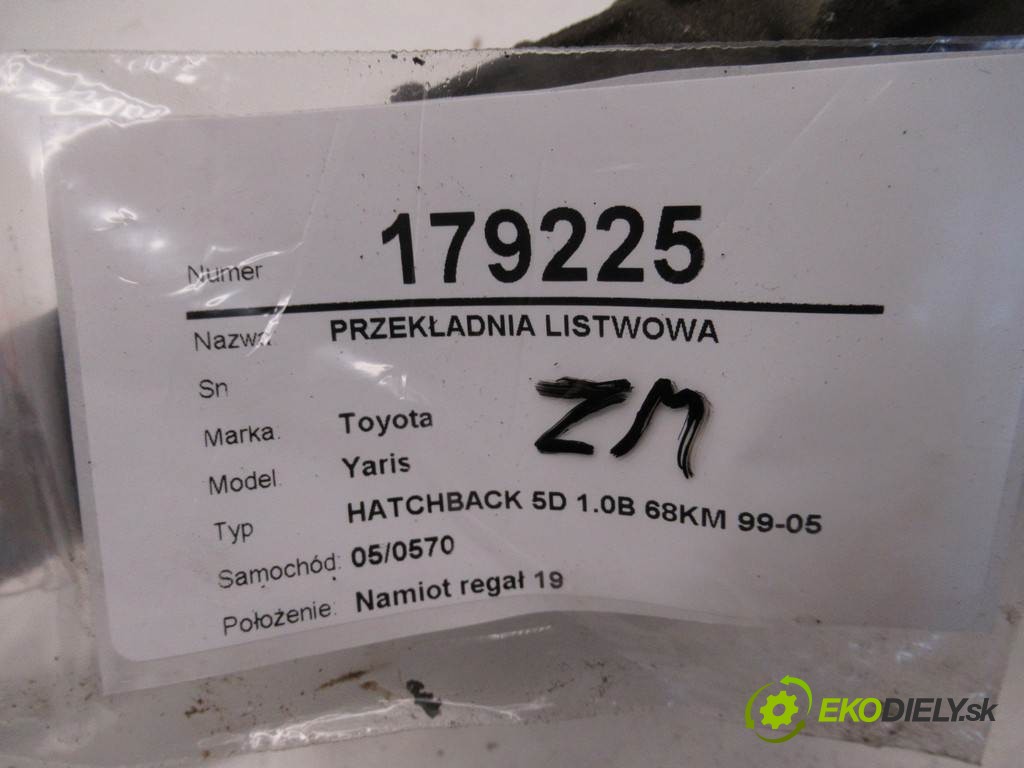 Numer 179225
Nazwa: PRZEKŁADNIA LISTWOWA
Sn
ZM
Marka: Toyota
Model: Yaris
Typ HATCHBACK 5D 1.0B 68KM 99-05
Samochód: 05/0570
Położenie: Namiot regał 19
EKODIELY.sk